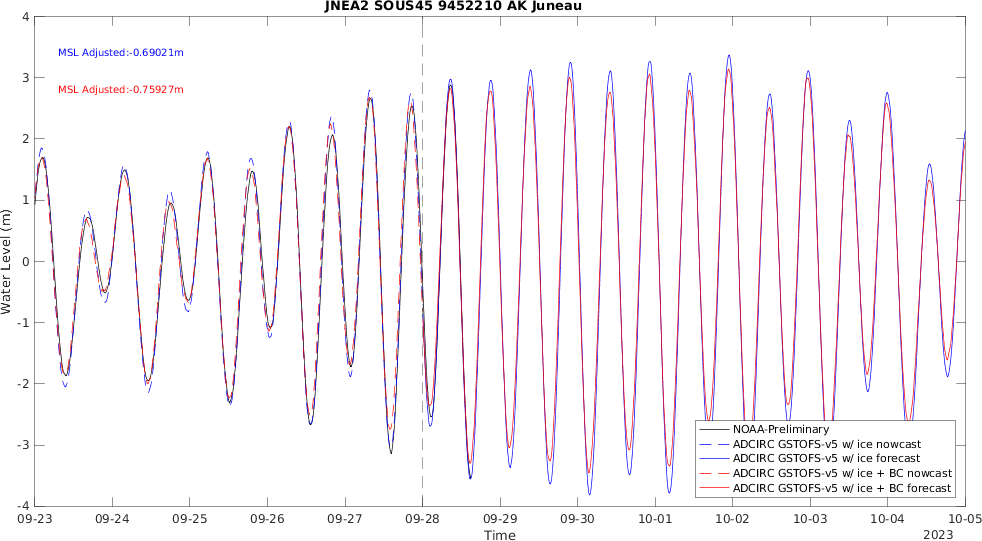 JNEA2 SOUS45 9452210 AK Juneau
MSL Adjusted:-0.69021m
MSL Adjusted:-0.75927m
Water Level (m)
4
3
2
1
0
-1
-2
-3
-4
NOAA-Preliminary
ADCIRC GSTOFS-v5 w/ ice nowcast
ADCIRC GSTOFS-v5 w/ ice forecast
ADCIRC GSTOFS-v5 w/ ice + BC nowcast
ADCIRC GSTOFS-v5 w/ ice + BC forecast
09-23 09-24 09-25 09-26 09-27 09-28 09-29 09-30 10-01 10-02 10-03 10-04 10-05
Time
2023